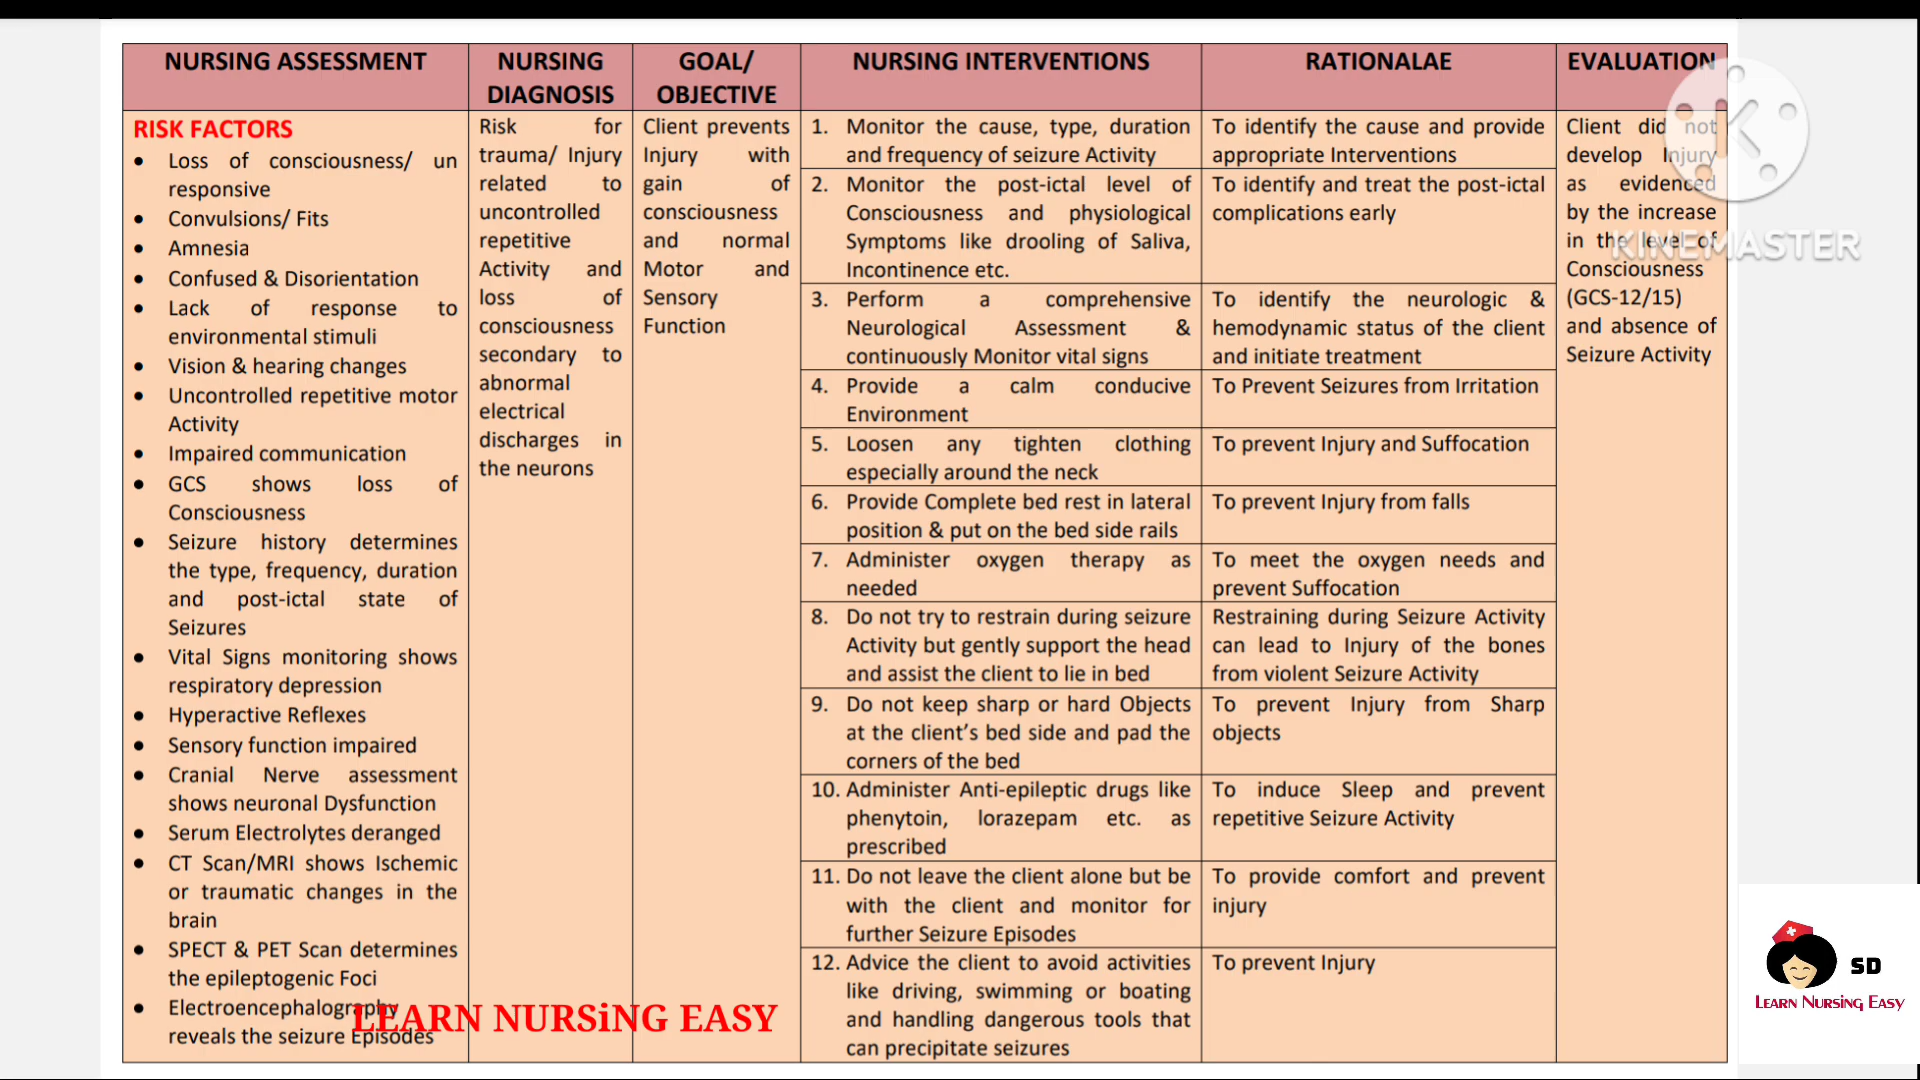 NURSING ASSESSMENT
NURSING
DIAGNOSIS
GOAL/
OBJECTIVE
NURSING INTERVENTIONS
RATIONALAE
EVALUATION
RISK FACTORS
• Loss of consciousness/ un
responsive
• Convulsions/ Fits
• Amnesia
• Confused & Disorientation
• Lack of response to
environmental stimuli
• Vision & hearing changes
• Uncontrolled repetitive motor
Activity
• Impaired communication
• GCS shows loss of
Consciousness
• Seizure history determines
the type, frequency, duration
and post-ictal state of
Seizures
• Vital Signs monitoring shows
respiratory depression
• Hyperactive Reflexes
• Sensory function impaired
• Cranial Nerve assessment
shows neuronal Dysfunction
• Serum Electrolytes deranged
• CT Scan/MRI shows Ischemic
or traumatic changes in the
brain
• SPECT & PET Scan determines
the epileptogenic Foci
• Electroencephalography
reveals the seizure Episodes
Risk for
trauma/ Injury
related to
uncontrolled
repetitive
Activity and
loss of
consciousness
secondary to
abnormal
electrical
discharges in
the neurons
Client prevents
Injury with
gain of
consciousness
and normal
Motor and
Sensory
Function
1. Monitor the cause, type, duration
and frequency of seizure Activity
To identify the cause and provide
appropriate Interventions
2. Monitor the post-ictal level of
Consciousness and physiological
Symptoms like drooling of Saliva,
Incontinence etc.
To identify and treat the post-ictal
complications early
3. Perform a comprehensive
Neurological Assessment &
continuously Monitor vital signs
To identify the neurologic &
hemodynamic status of the client
and initiate treatment
4. Provide a calm conducive
Environment
To Prevent Seizures from Irritation
5. Loosen any tighten clothing
especially around the neck
To prevent Injury and Suffocation
6. Provide Complete bed rest in lateral
position & put on the bed side rails
To prevent Injury from falls
7. Administer oxygen therapy as
needed
To meet the oxygen needs and
prevent Suffocation
8. Do not try to restrain during seizure
Activity but gently support the head
and assist the client to lie in bed
Restraining during Seizure Activity
can lead to Injury of the bones
from violent Seizure Activity
9. Do not keep sharp or hard Objects
at the client's bed side and pad the
corners of the bed
To prevent Injury from Sharp
objects
10. Administer Anti-epileptic drugs like
phenytoin, lorazepam etc. as
prescribed
To induce Sleep and prevent
repetitive Seizure Activity
11. Do not leave the client alone but be
with the client and monitor for
further Seizure Episodes
To provide comfort and prevent
injury
12. Advice the client to avoid activities
like driving, swimming or boating
and handling dangerous tools that
can precipitate seizures
To prevent Injury
Client did not
develop Injury
as evidenced
by the increase
in the level of
Consciousness
(GCS-12/15)
and absence of
Seizure Activity
KINEMASTER
LEARN NURSiNG EASY
SD
LEARN NURSING EASY